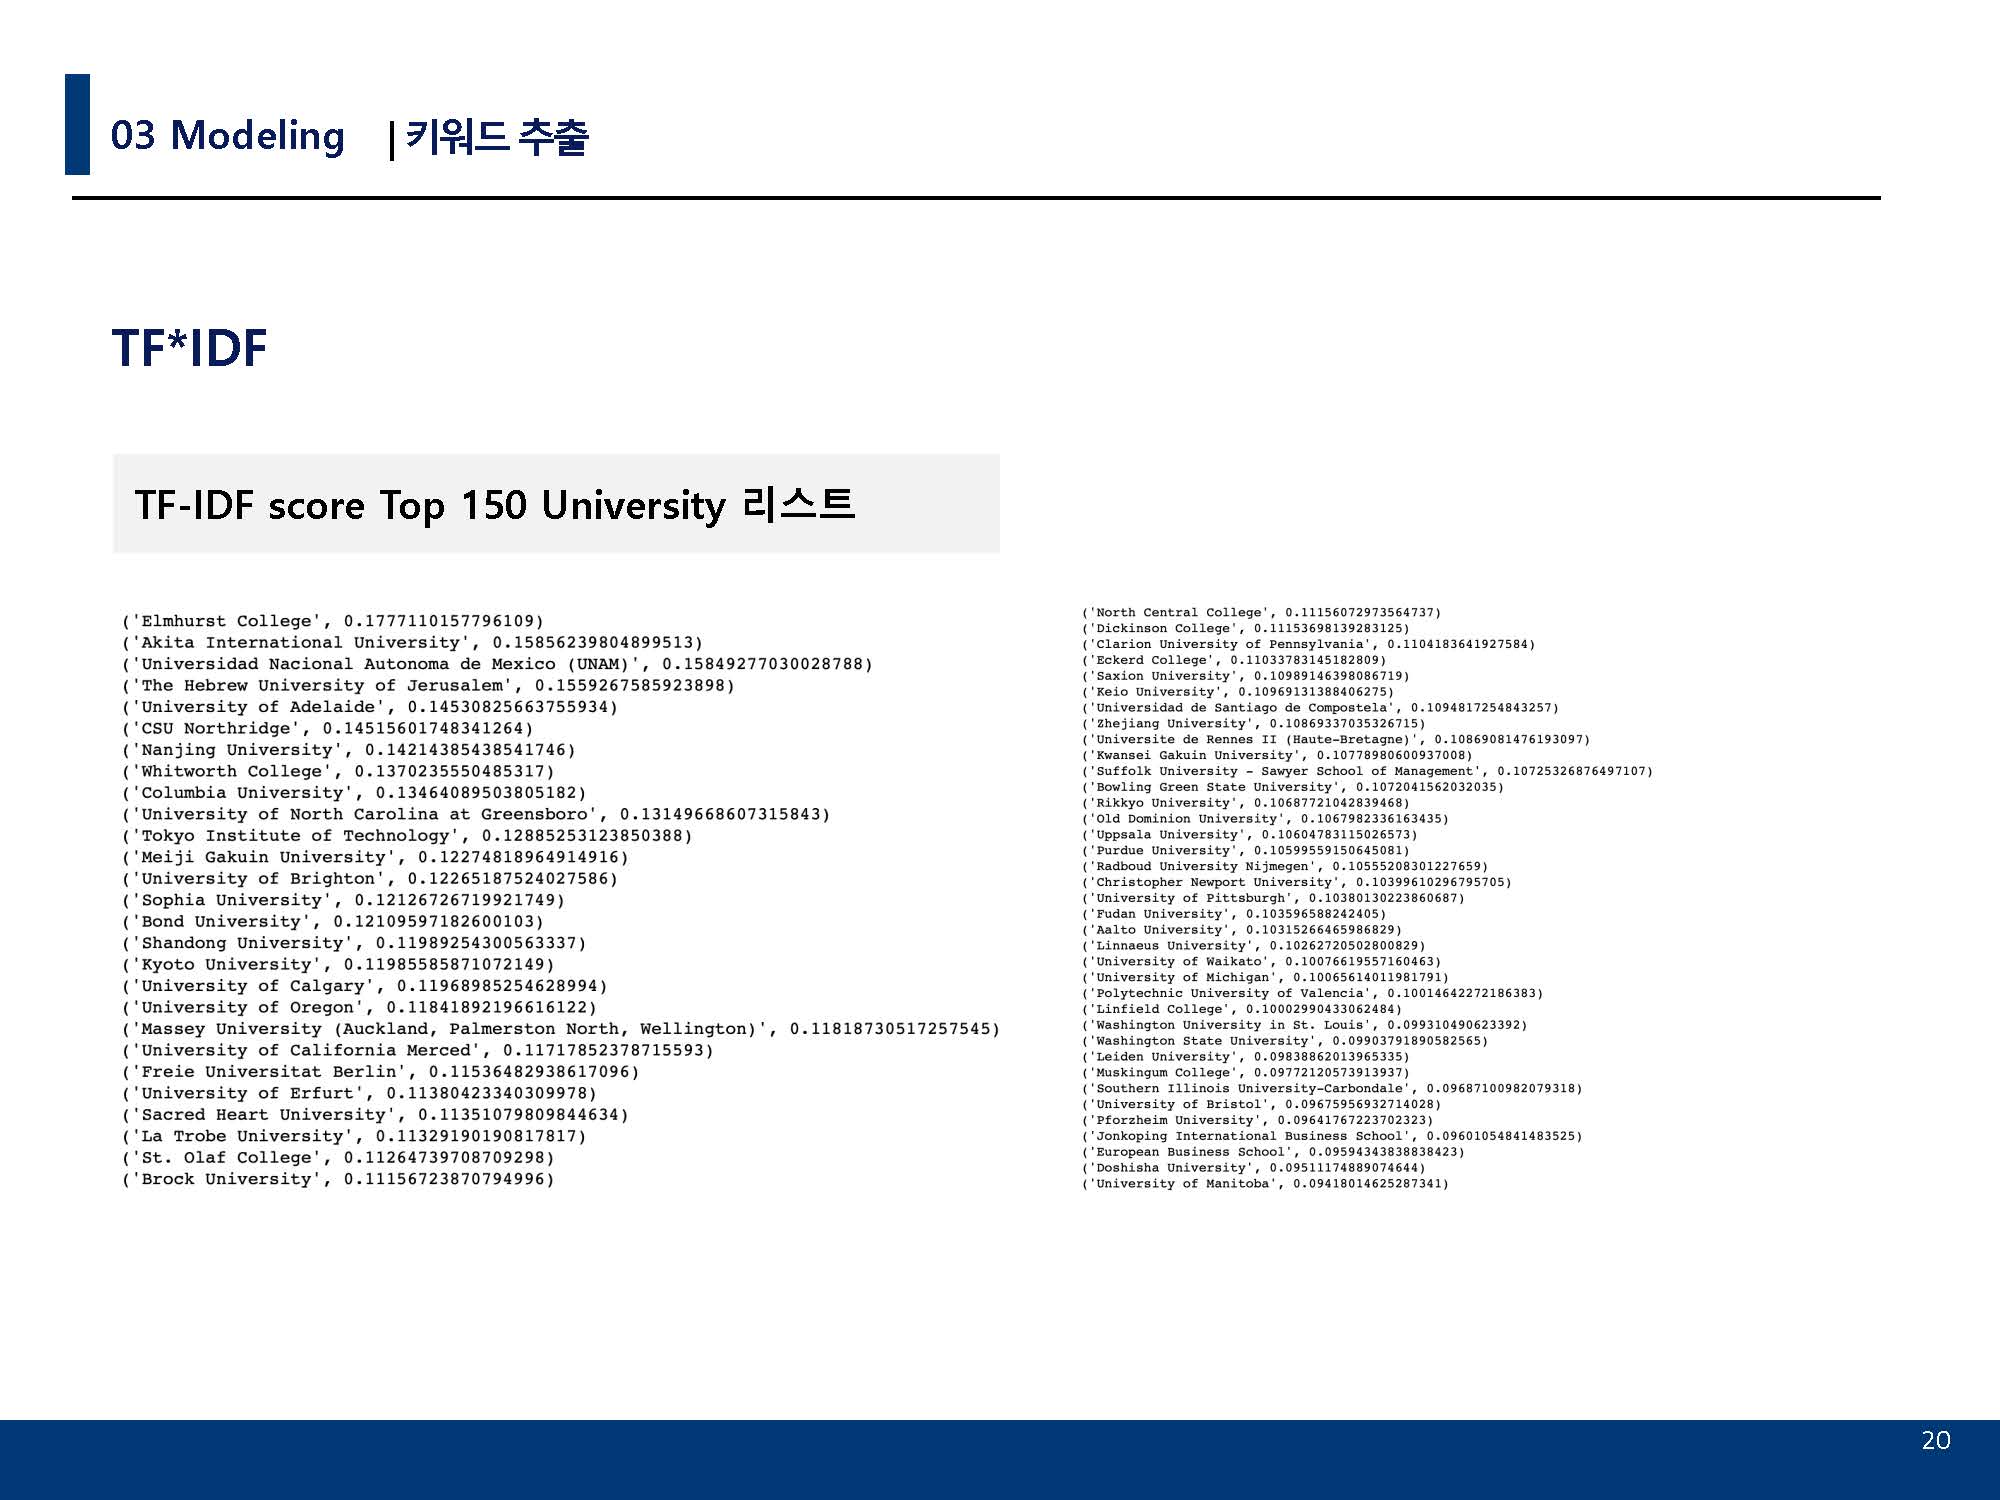 03 Modeling | 키워드 추출
TF*IDF
TF-IDF score Top 150 University 리스트
('Elmhurst College', 0.1777110157796109)
('Akita International University', 0.15856239804899513)
('Universidad Nacional Autonoma de Mexico (UNAM)', 0.15849277030028788)
('The Hebrew University of Jerusalem', 0.1559267585923898)
('University of Adelaide', 0.14530825663755934)
('CSU Northridge', 0.14515601748341264)
('Nanjing University', 0.14214385438541746)
('Whitworth College', 0.1370235550485317)
('Columbia University', 0.13464089503805182)
('University of North Carolina at Greensboro', 0.13149668607315843)
('Tokyo Institute of Technology', 0.12885253123850388)
('Meiji Gakuin University', 0.12274818964914916)
('University of Brighton', 0.12265187524027586)
('Sophia University', 0.12126726719921749)
('Bond University', 0.12109597182600103)
('Shandong University', 0.11989254300563337)
('Kyoto University', 0.11985585871072149)
('University of Calgary', 0.11968985254628994)
('University of Oregon', 0.11841892196616122)
('Massey University (Auckland, Palmerston North, Wellington)', 0.11818730517257545)
('University of California Merced', 0.11717852378715593)
('Freie Universitat Berlin', 0.11536482938617096)
('University of Erfurt', 0.11380423340309978)
('Sacred Heart University', 0.11351079809844634)
('La Trobe University', 0.11329190190817817)
('St. Olaf College', 0.11264739708709298)
('Brock University', 0.11156723870794996)
('North Central College', 0.11156072973564737)
('Dickinson College', 0.11153698139283125)
('Clarion University of Pennsylvania', 0.1104183641927584)
('Eckerd College', 0.11033783145182809)
('Saxion University', 0.10989146398086719)
('Keio University', 0.10969131388406275)
('Universidad de Santiago de Compostela', 0.1094817254843257)
('Zhejiang University', 0.10869337035326715)
('Universite de Rennes II (Haute-Bretagne)', 0.10869081476193097)
('Kwansei Gakuin University', 0.10778980600937008)
('Suffolk University - Sawyer School of Management', 0.10725326876497107)
('Bowling Green State University', 0.1072041562032035)
('Rikkyo University', 0.10687721042839468)
('Old Dominion University', 0.1067982336163435)
('Uppsala University', 0.10604783115026573)
('Purdue University', 0.10599559150645081)
('Radboud University Nijmegen', 0.10555208301227659)
('Christopher Newport University', 0.10399610296795705)
('University of Pittsburgh', 0.10380130223860687)
('Fudan University', 0.103596588242405)
('Aalto University', 0.10315266465986829)
('Linnaeus University', 0.10262720502800829)
('University of Waikato', 0.10076619557160463)
('University of Michigan', 0.10065614011981791)
('Polytechnic University of Valencia', 0.10014642272186383)
('Linfield College', 0.10002990433062484)
('Washington University in St. Louis', 0.099310490623392)
('Washington State University', 0.09903791890582565)
('Leiden University', 0.09838862013965335)
('Muskingum College', 0.09772120573913937)
('Southern Illinois University-Carbondale', 0.09687100982079318)
('University of Bristol', 0.09675956932714028)
('Pforzheim University', 0.09641767223702323)
('Jonkoping International Business School', 0.09601054841483525)
('European Business School', 0.09594343838838423)
('Doshisha University', 0.09511174889074644)
('University of Manitoba', 0.09418014625287341)
20